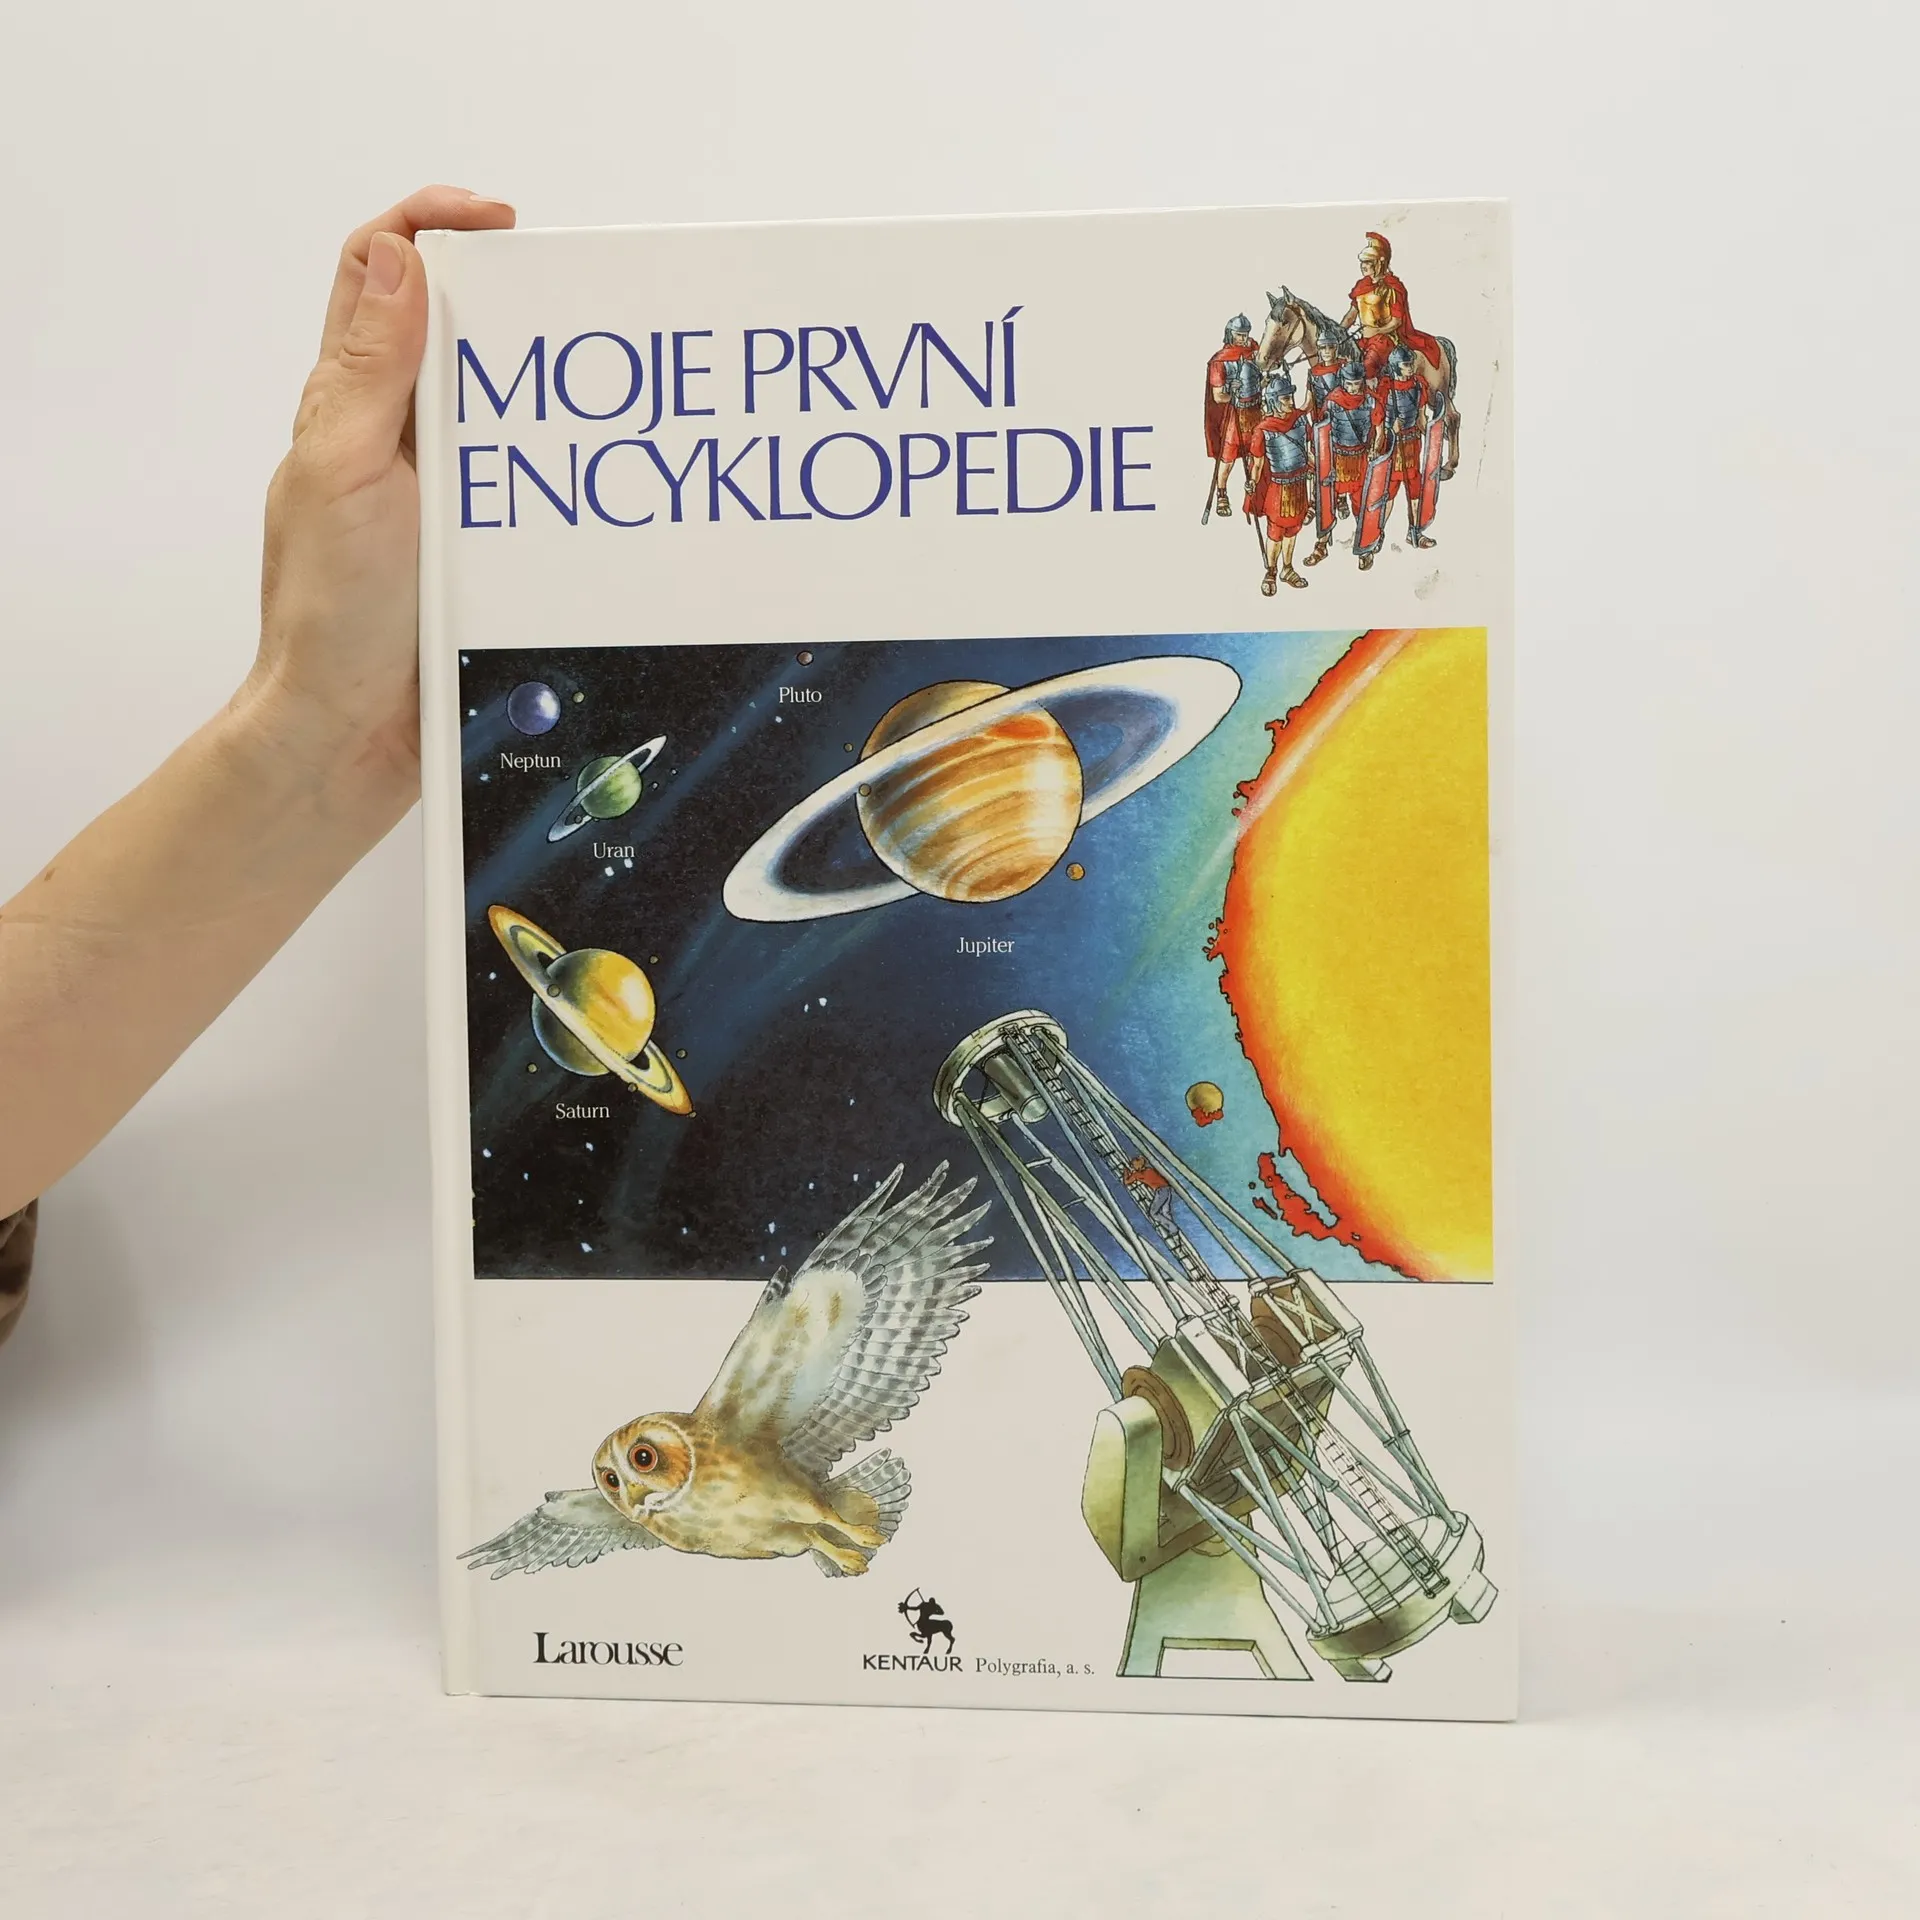 MOJE PRVNÍ
ENCYKLOPEDIE
Pluto
Neptun
Uran
Jupiter
Saturn
Larousse
KENTAUR Polygrafia, a. s.